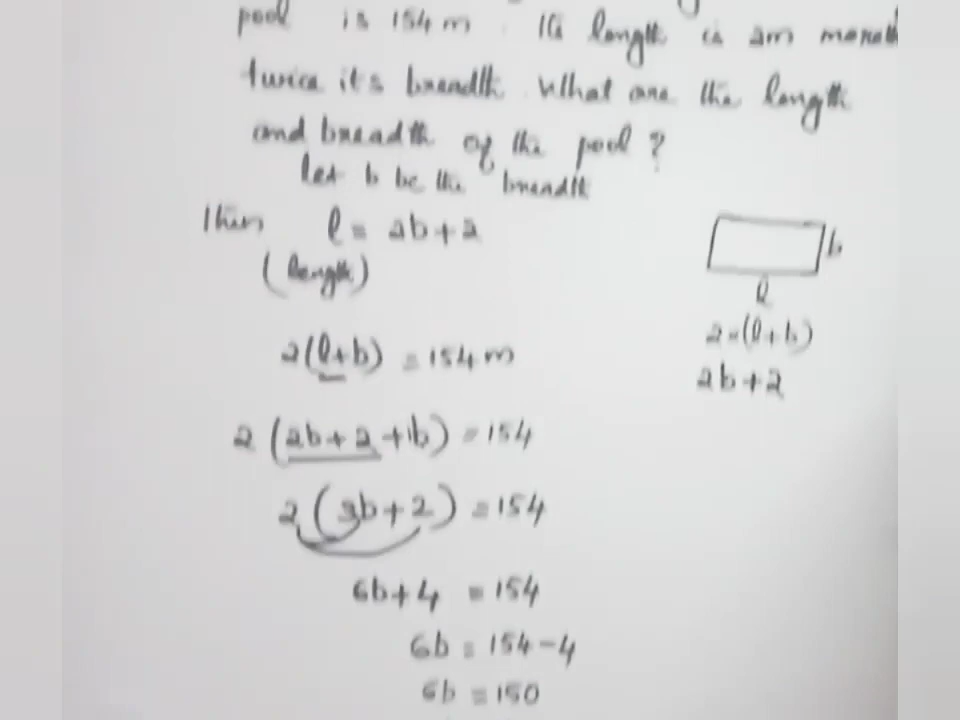 pool is 154 m. Its length is 2m more
twice its breadth. What are the length
and breadth of the pool?
Let b be the breadth
Then l = 2b+2
(length)
b
l
2×(l+b)
2b+2
2(l+b) = 154 m
2(2b+2+1b) = 154
2(3b+2) = 154
6b+4 = 154
6b = 154-4
6b = 150